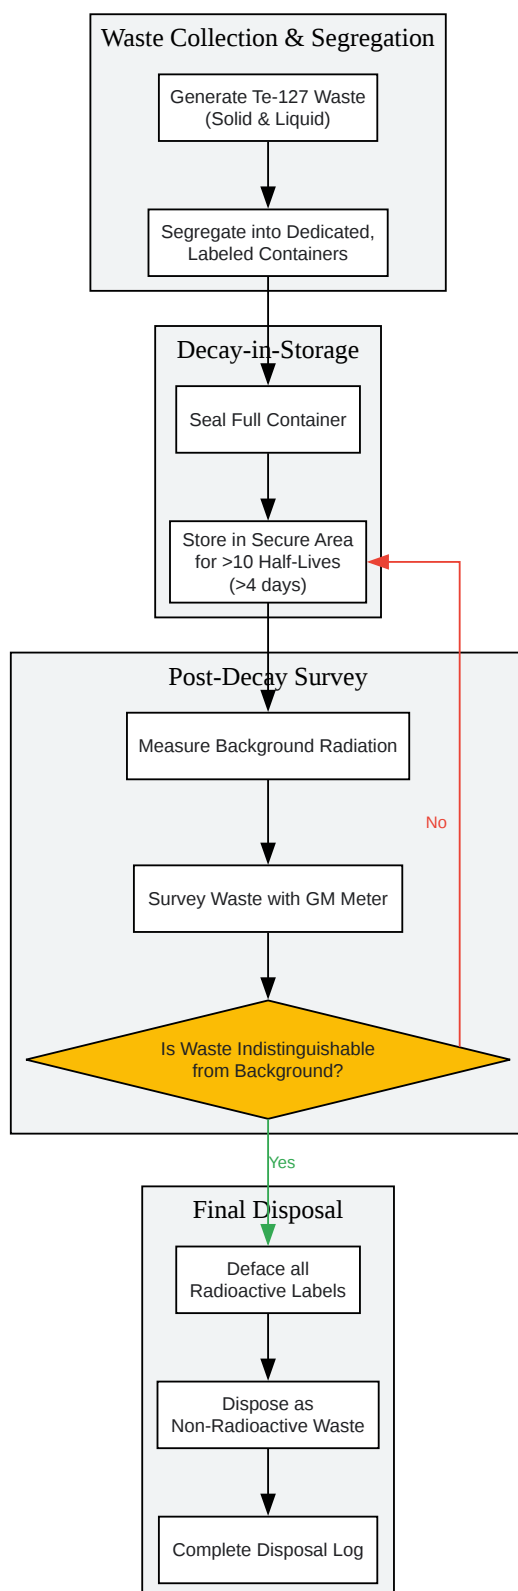 Waste Collection & Segregation
Generate Te-127 Waste
(Solid & Liquid)
Segregate into Dedicated,
Labeled Containers
Decay-in-Storage
Seal Full Container
Store in Secure Area
for >10 Half-Lives
(>4 days)
Post-Decay Survey
Measure Background Radiation
No
Survey Waste with GM Meter
Is Waste Indistinguishable
from Background?
Yes
Final Disposal
Deface all
Radioactive Labels
Dispose as
Non-Radioactive Waste
Complete Disposal Log